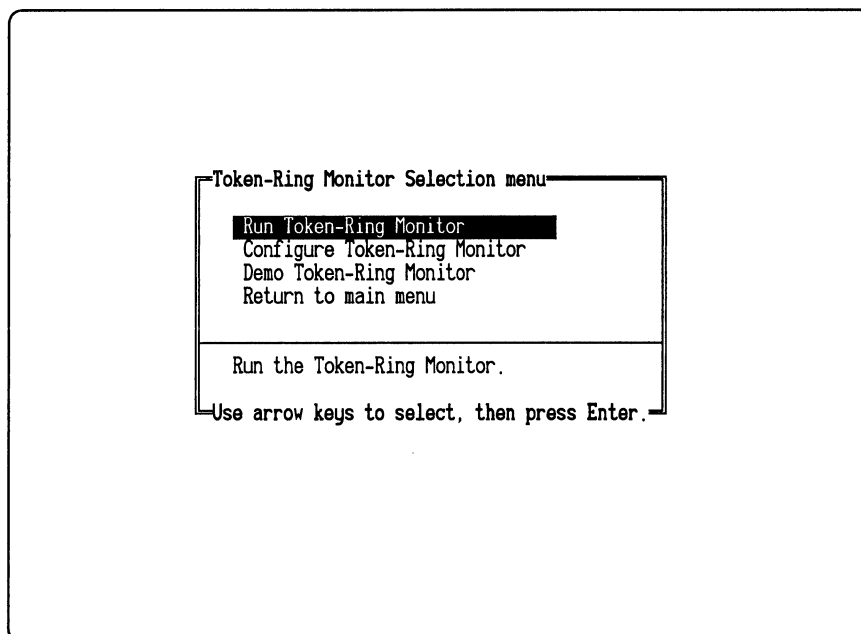 Token-Ring Monitor Selection menu
Run Token-Ring Monitor
Configure Token-Ring Monitor
Demo Token-Ring Monitor
Return to main menu
Run the Token-Ring Monitor.
Use arrow keys to select, then press Enter.